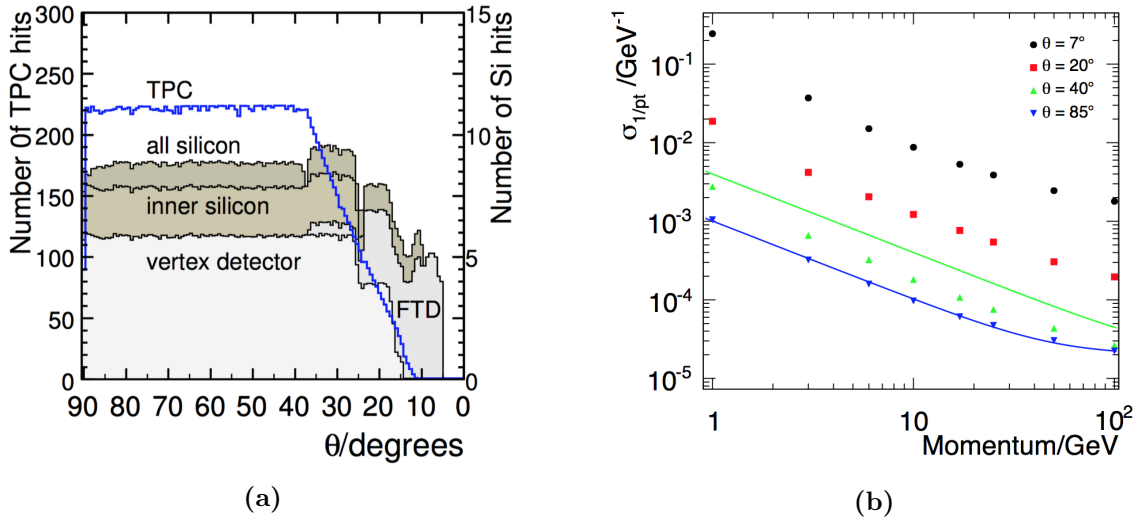 Number 0f TPC hits
300
250
200
150
100
50
0
TPC
all silicon
inner silicon
vertex detector
FTD
15
10
5
0
Number of Si hits
90 80 70 60 50 40 30 20 10 0
θ/degrees
(a)
σ1/pt /GeV⁻¹
10⁻¹
10⁻²
10⁻³
10⁻⁴
10⁻⁵
θ = 7°
θ = 20°
θ = 40°
θ = 85°
1 10 10²
Momentum/GeV
(b)